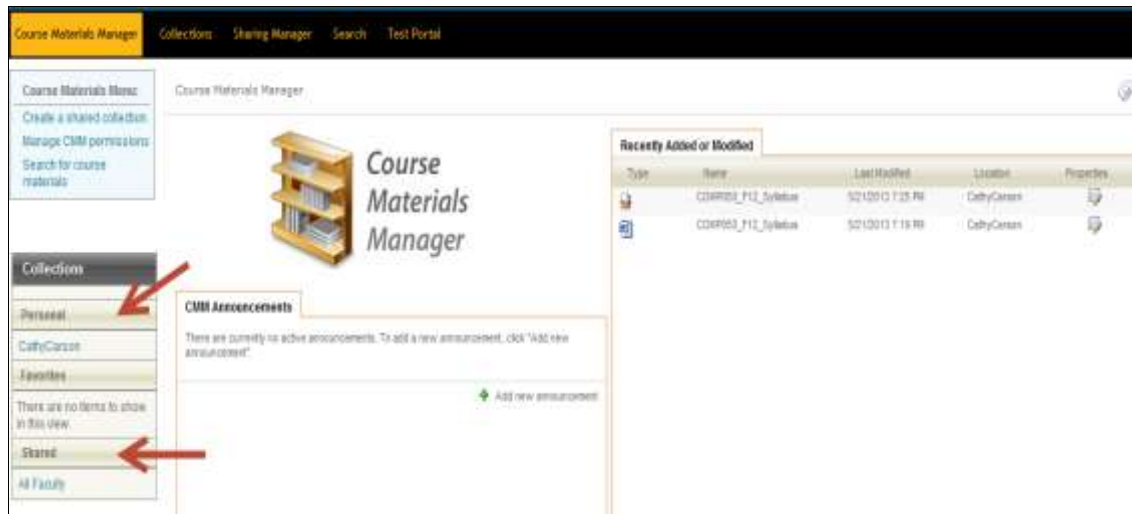 Course Materials Manager Collections Sharing Manager Search Test Portal
Course Materials Menu
Create a shared collection
Manage CMM permissions
Search for course
materials
Course Materials Manager
Course
Materials
Manager
Recently Added or Modified
Type Name Last Modified Location Properties
Syllabus CathyCarson
Syllabus CathyCarson
Collections
Personal
CathyCarson
Favorites
There are no items to show
in this view.
Shared
All Faculty
CMM Announcements
There are currently no active announcements. To add a new announcement, click "Add new
announcement".
Add new announcement